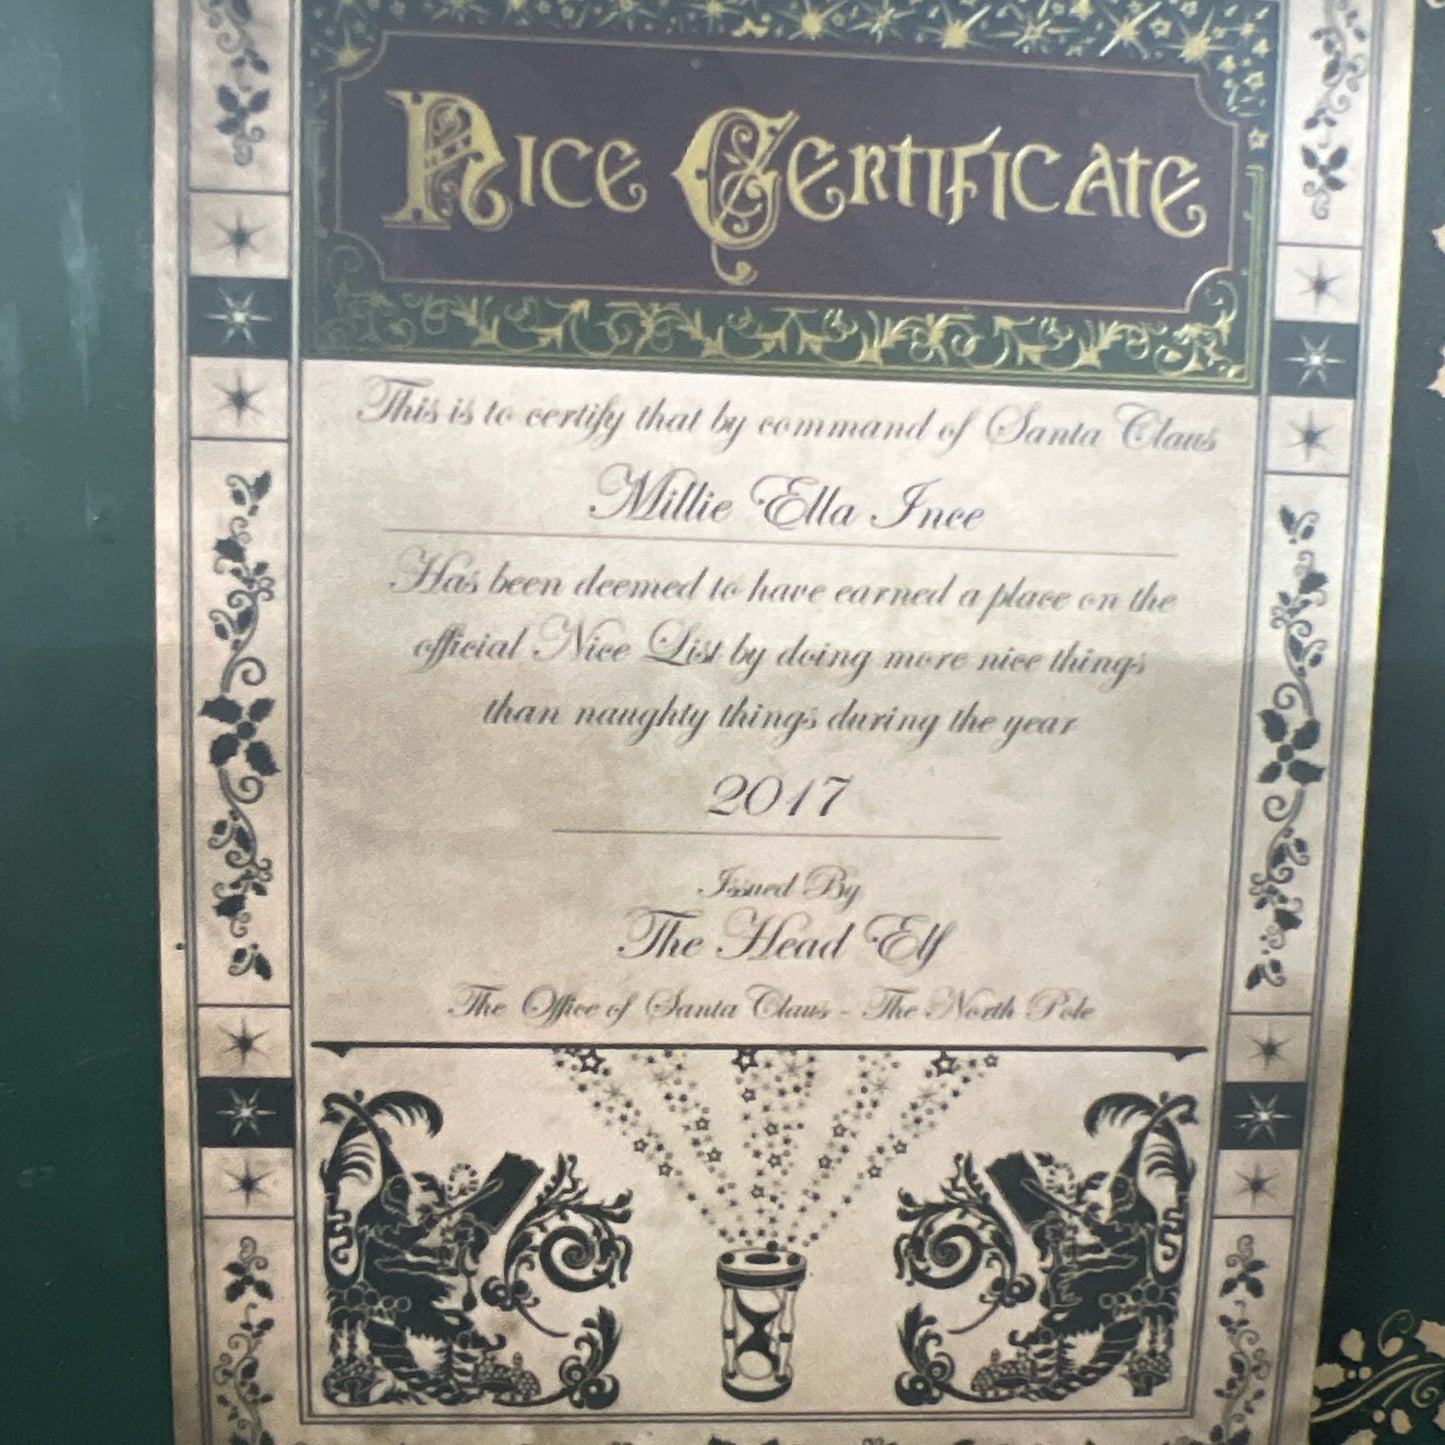 Nice Certificate
This is to certify that by command of Santa Claus
Millie Ella Ince
Has been deemed to have earned a place on the
official Nice List by doing more nice things
than naughty things during the year
2017
Issued By
The Head Elf
The Office of Santa Claus - The North Pole